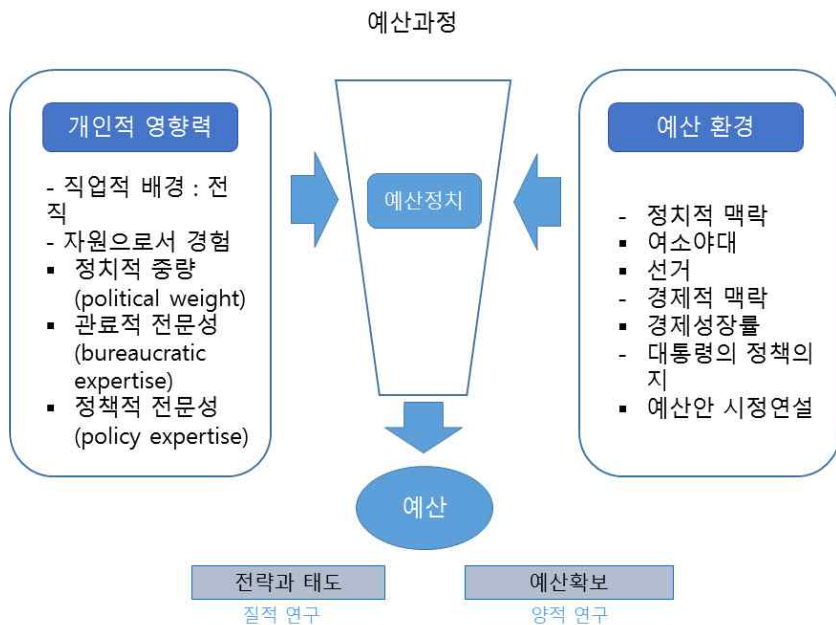 예산과정
개인적 영향력
- 직업적 배경 : 전
직
- 자원으로서 경험
▪ 정치적 중량
(political weight)
▪ 관료적 전문성
(bureaucratic
expertise)
▪ 정책적 전문성
(policy expertise)
예산정치
예산 환경
- 정치적 맥락
▪ 여소야대
▪ 선거
- 경제적 맥락
▪ 경제성장률
- 대통령의 정책의
지
▪ 예산안 시정연설
예산
전략과 태도
예산확보
질적 연구
양적 연구